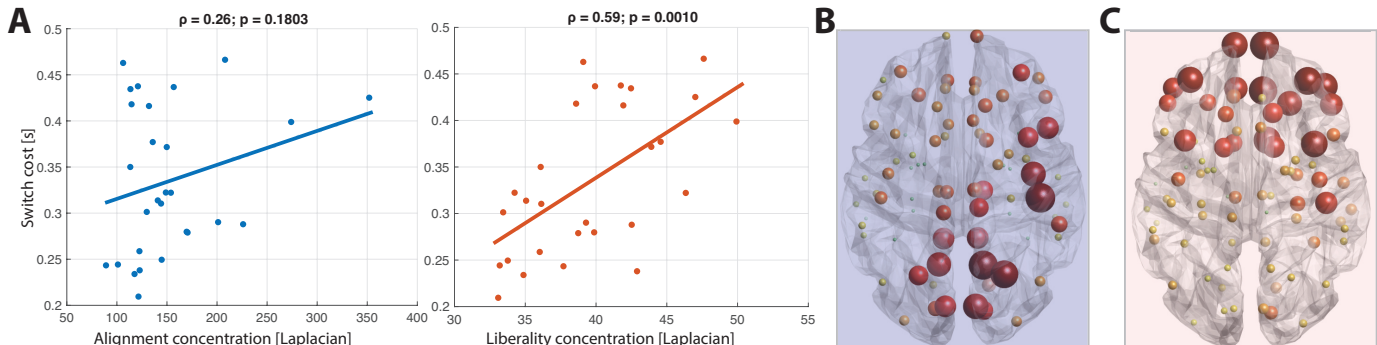 A
ρ = 0.26; p = 0.1803
Switch cost [s]
0.5
0.45
0.4
0.35
0.3
0.25
0.2
50 100 150 200 250 300 350 400
Alignment concentration [Laplacian]
ρ = 0.59; p = 0.0010
0.5
0.45
0.4
0.35
0.3
0.25
0.2
30 35 40 45 50 55
Liberality concentration [Laplacian]
B
C